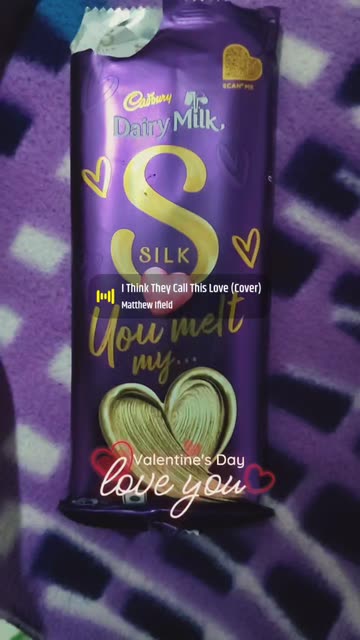 SCAN ME
Cadbury
Dairy Milk
S
SILK
I Think They Call This Love (Cover)
Matthew Ifield
You melt
my...
Valentine's Day
love you